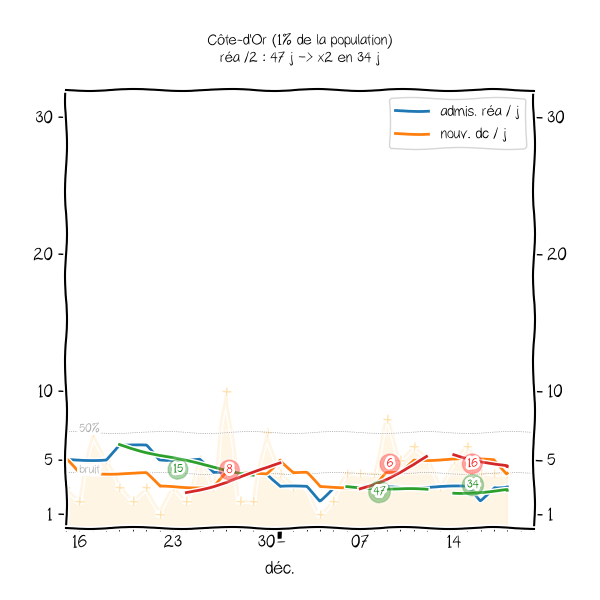 Côte-d'Or (1% de la population)
réa /2 : 47 j -> x2 en 34 j
admis. réa / j
nouv. dc / j
30 30
20 20
10 10
50%
5 5
bruit
15 8 6 16
47 34
1 1
16 23 30 07 14
déc.